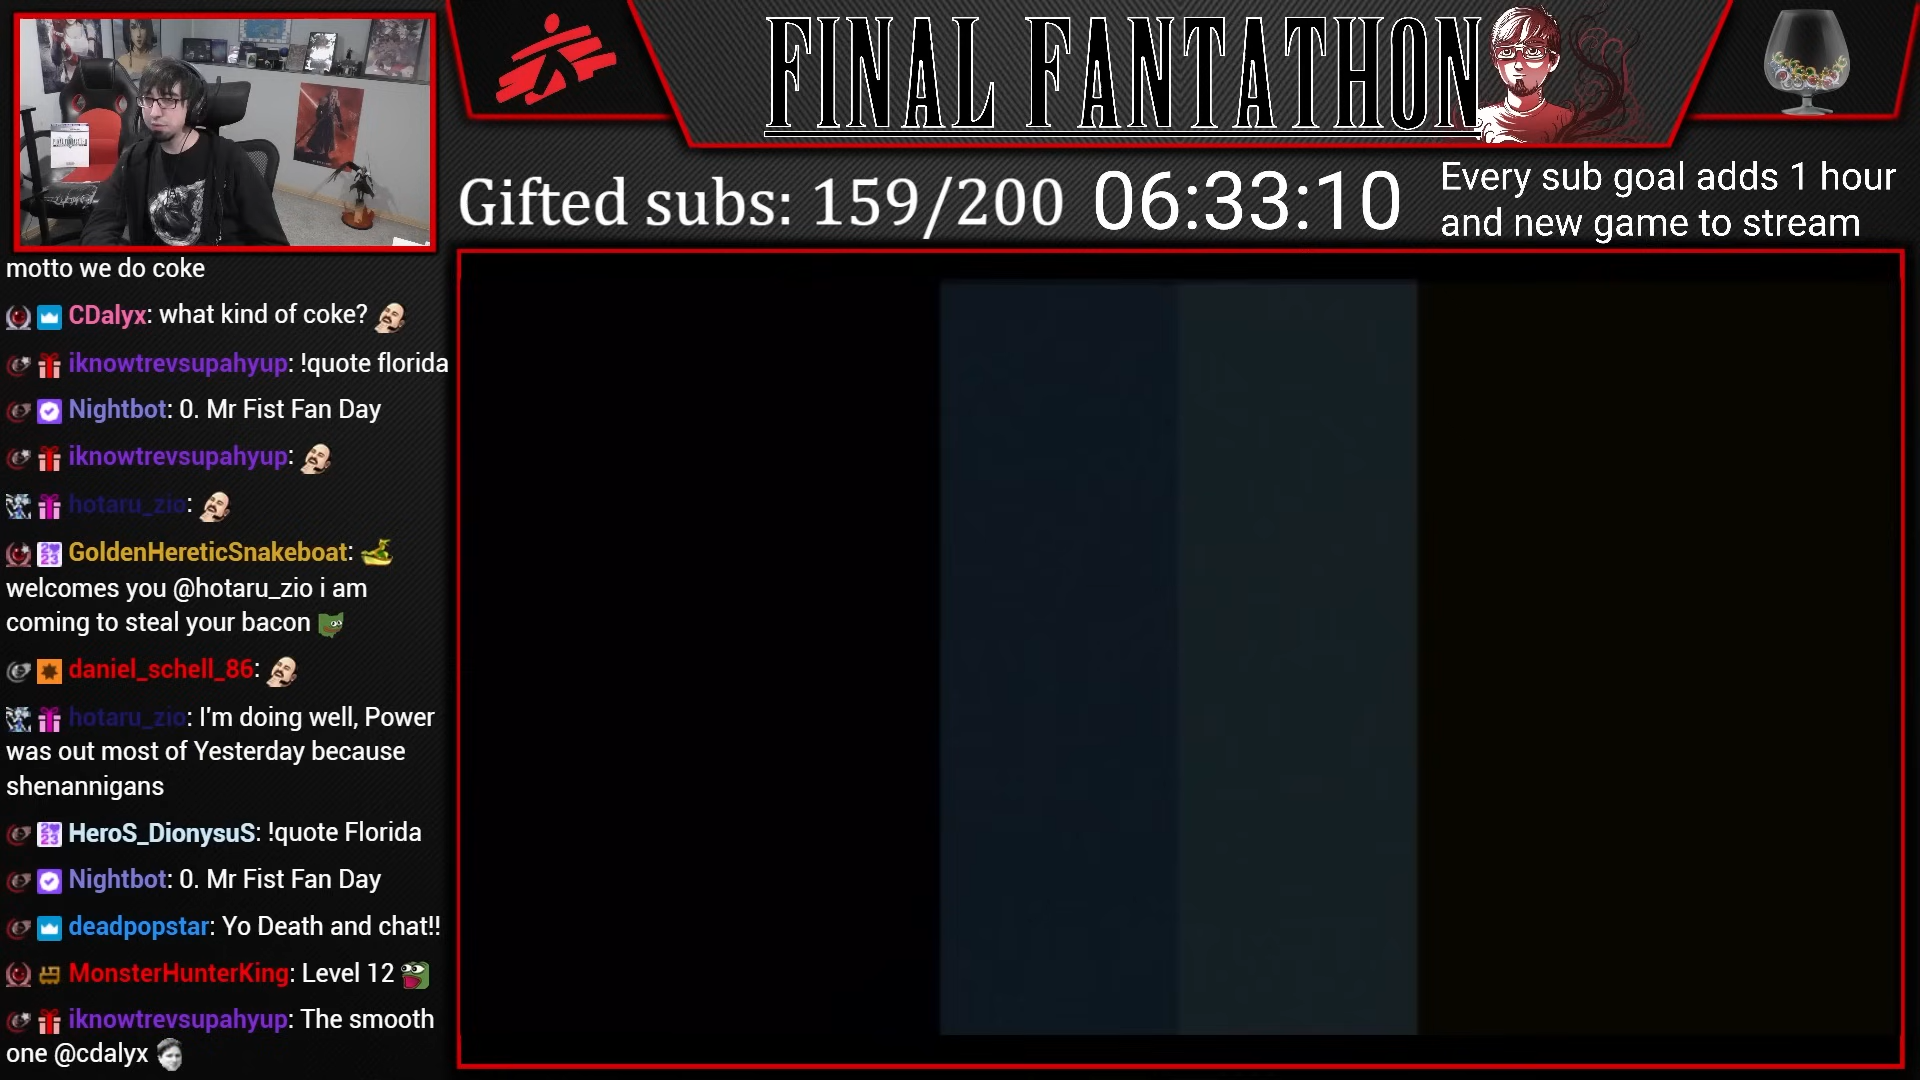 FINAL FANTATHON
Gifted subs: 159/200
06:33:10
Every sub goal adds 1 hour
and new game to stream
motto we do coke
CDalyx: what kind of coke?
iknowtrevsupahyup: !quote florida
Nightbot: 0. Mr Fist Fan Day
iknowtrevsupahyup:
hotaru_zio:
GoldenHereticSnakeboat:
welcomes you @hotaru_zio i am
coming to steal your bacon
daniel_schell_86:
hotaru_zio: I'm doing well, Power
was out most of Yesterday because
shenannigans
HeroS_DionysuS: !quote Florida
Nightbot: 0. Mr Fist Fan Day
deadpopstar: Yo Death and chat!!
MonsterHunterKing: Level 12
iknowtrevsupahyup: The smooth
one @cdalyx